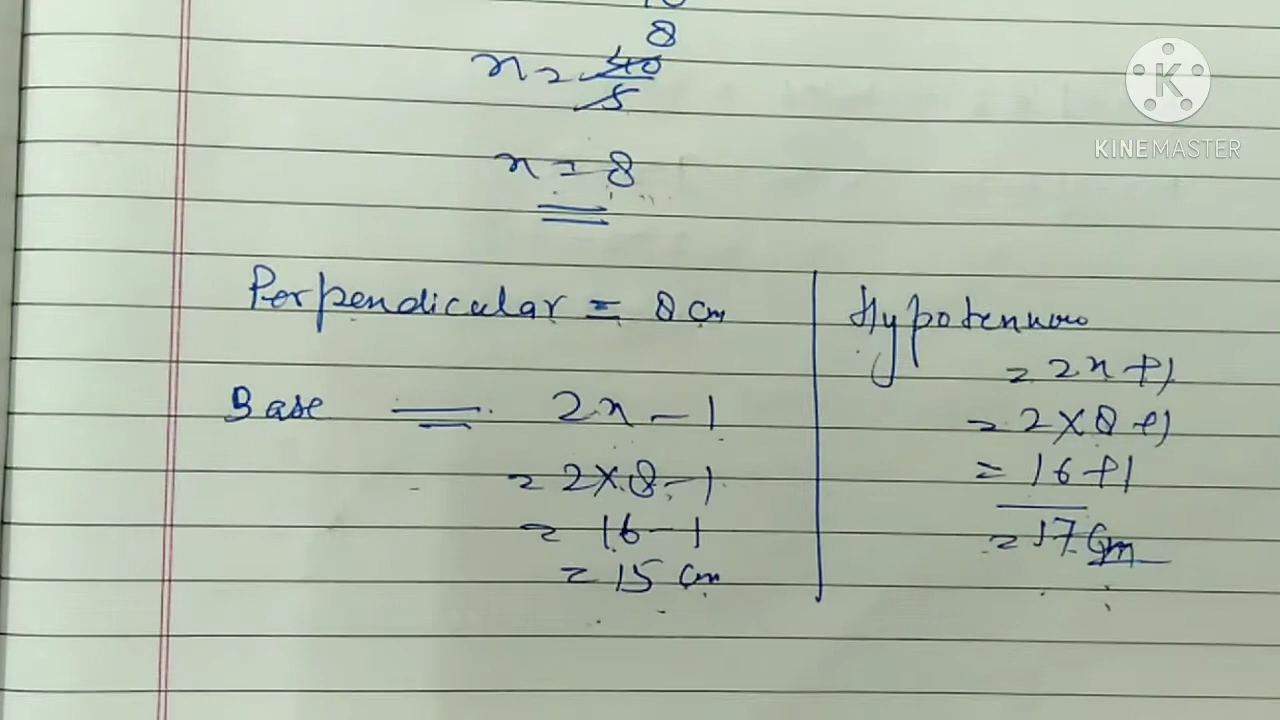 8
x = 40
5
x = 8
Perpendicular = 8 cm
Base = 2x - 1
= 2×8-1
= 16-1
= 15 cm
Hypotenuse
= 2x+1
= 2×8+1
= 16+1
= 17 cm
K
KINEMASTER